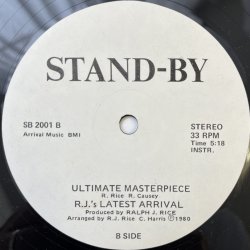 STAND-BY
SB 2001 B
Arrival Music BMI
STEREO
33 RPM
Time 5:18
INSTR.
ULTIMATE MASTERPIECE
R. Rice R. Causey
R.J.'s LATEST ARRIVAL
Produced by RALPH J. RICE
Arranged by R.J. Rice C. Harris ©1980
B SIDE